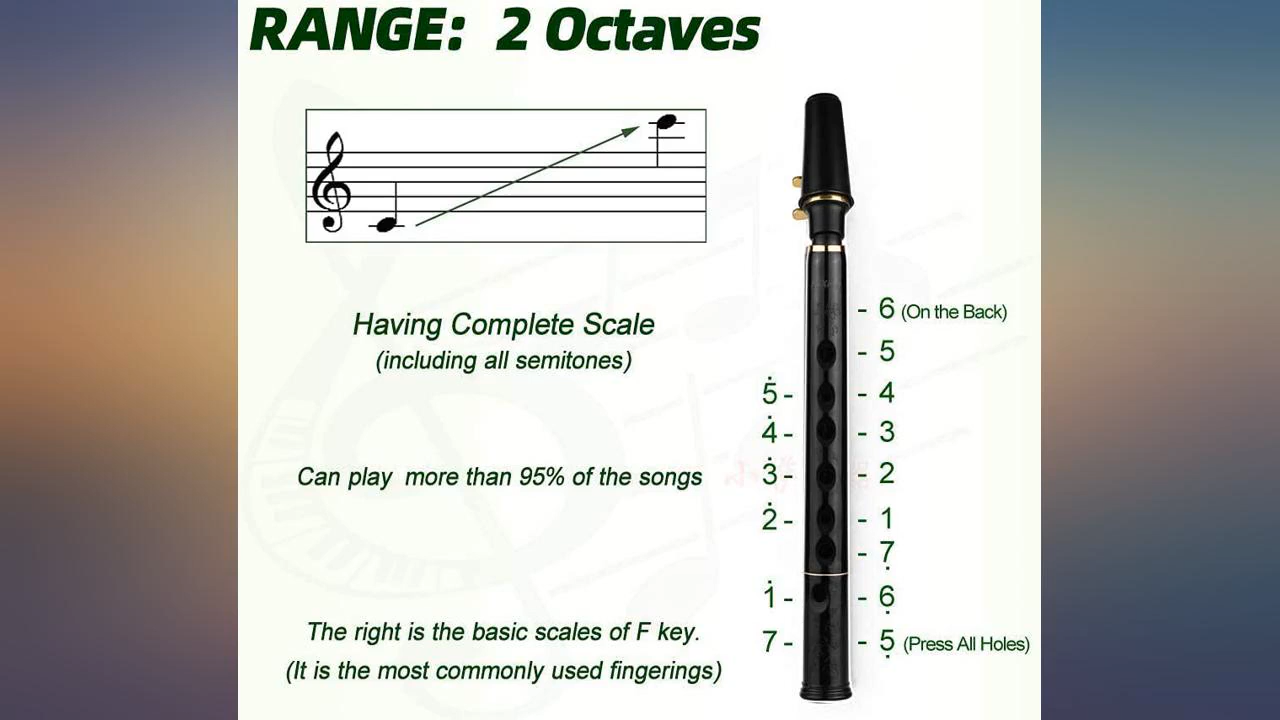 RANGE: 2 Octaves
Having Complete Scale
(including all semitones)
Can play more than 95% of the songs
The right is the basic scales of F key.
(It is the most commonly used fingerings)
- 6 (On the Back)
- 5
5̇ - - 4
4̇ - - 3
3̇ - - 2
2̇ - - 1
- 7̣
1̇ - - 6̣
7 - - 5̣ (Press All Holes)